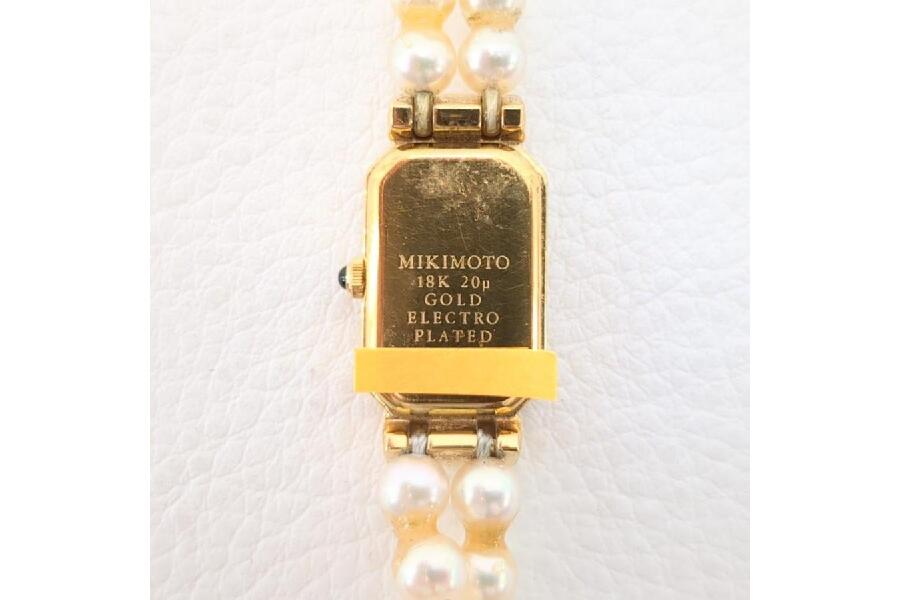 MIKIMOTO
18K 20µ
GOLD
ELECTRO
PLATED